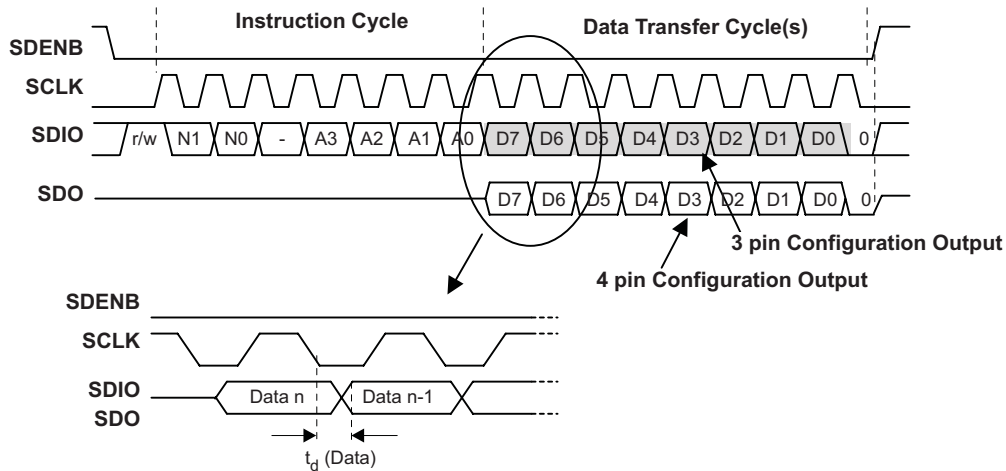 Instruction Cycle Data Transfer Cycle(s)
SDENB
SCLK
SDIO r/w N1 N0 - A3 A2 A1 A0 D7 D6 D5 D4 D3 D2 D1 D0 0
SDO D7 D6 D5 D4 D3 D2 D1 D0 0
3 pin Configuration Output
4 pin Configuration Output
SDENB
SCLK
SDIO
SDO
Data n Data n-1
td (Data)